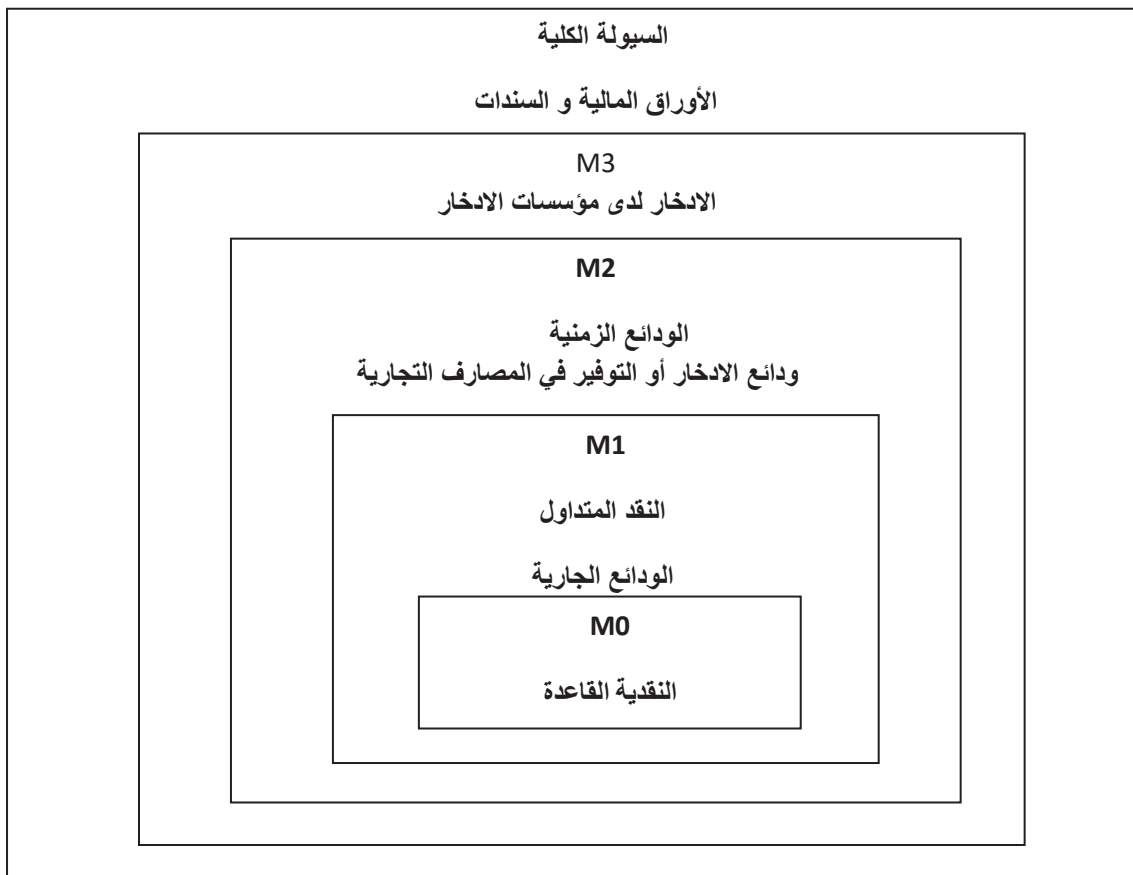 السيولة الكلية
الأوراق المالية و السندات
M3
الادخار لدى مؤسسات الادخار
M2
الودائع الزمنية
ودائع الادخار أو التوفير في المصارف التجارية
M1
النقد المتداول
الودائع الجارية
M0
النقدية القاعدة